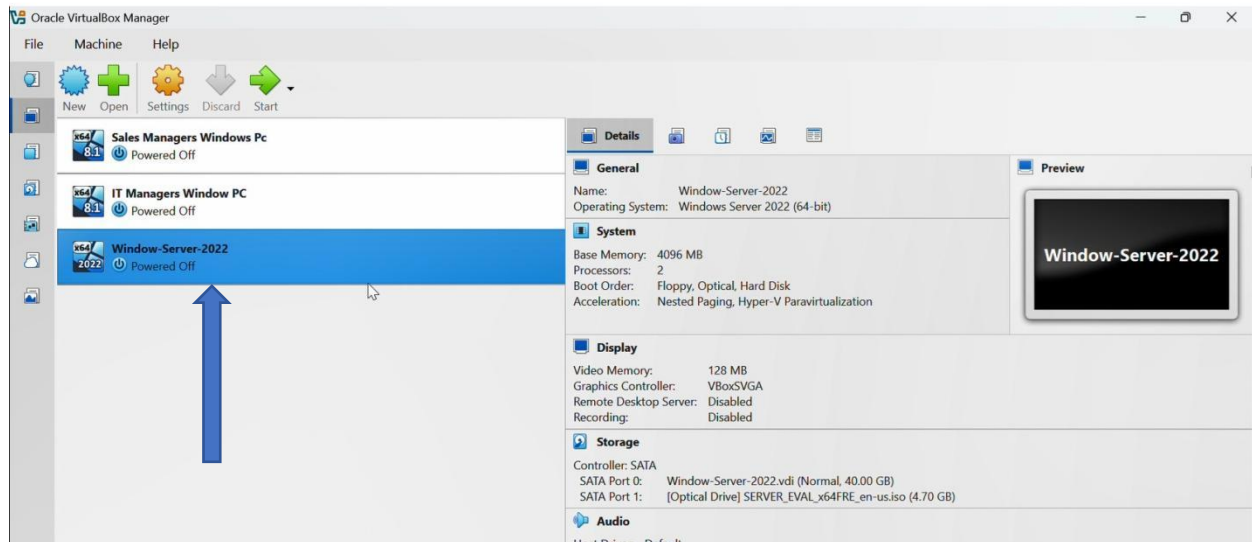 Oracle VirtualBox Manager
File Machine Help
New Open Settings Discard Start
x64 8.1 Sales Managers Windows Pc
Powered Off
x64 8.1 IT Managers Window PC
Powered Off
x64 2022 Window-Server-2022
Powered Off
Details
General
Name: Window-Server-2022
Operating System: Windows Server 2022 (64-bit)
System
Base Memory: 4096 MB
Processors: 2
Boot Order: Floppy, Optical, Hard Disk
Acceleration: Nested Paging, Hyper-V Paravirtualization
Preview
Window-Server-2022
Display
Video Memory: 128 MB
Graphics Controller: VBoxSVGA
Remote Desktop Server: Disabled
Recording: Disabled
Storage
Controller: SATA
SATA Port 0: Window-Server-2022.vdi (Normal, 40.00 GB)
SATA Port 1: [Optical Drive] SERVER_EVAL_x64FRE_en-us.iso (4.70 GB)
Audio